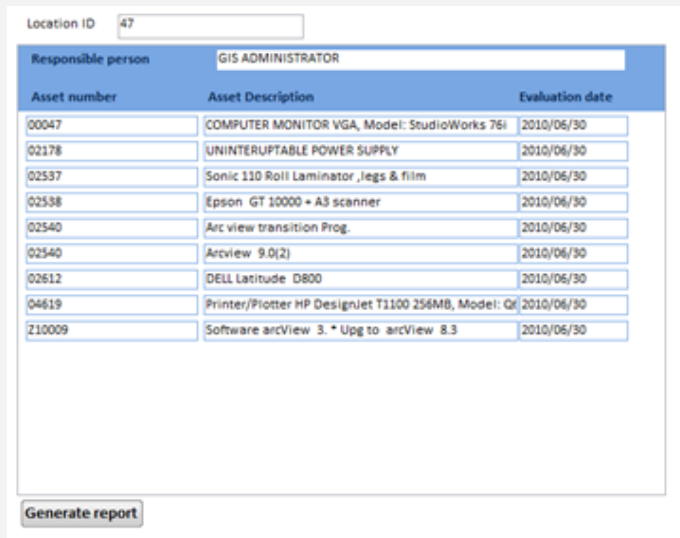 Location ID 47
Responsible person GIS ADMINISTRATOR
Asset number Asset Description Evaluation date
00047 COMPUTER MONITOR VGA, Model: StudioWorks 76i 2010/06/30
02178 UNINTERUPTABLE POWER SUPPLY 2010/06/30
02537 Sonic 110 Roll Laminator ,legs & film 2010/06/30
02538 Epson GT 10000 + A3 scanner 2010/06/30
02540 Arc view transition Prog. 2010/06/30
02540 Arcview 9.0(2) 2010/06/30
02612 DELL Latitude D800 2010/06/30
04619 Printer/Plotter HP DesignJet T1100 256MB, Model: 2010/06/30
Z10009 Software arcView 3. * Upg to arcView 8.3 2010/06/30
Generate report